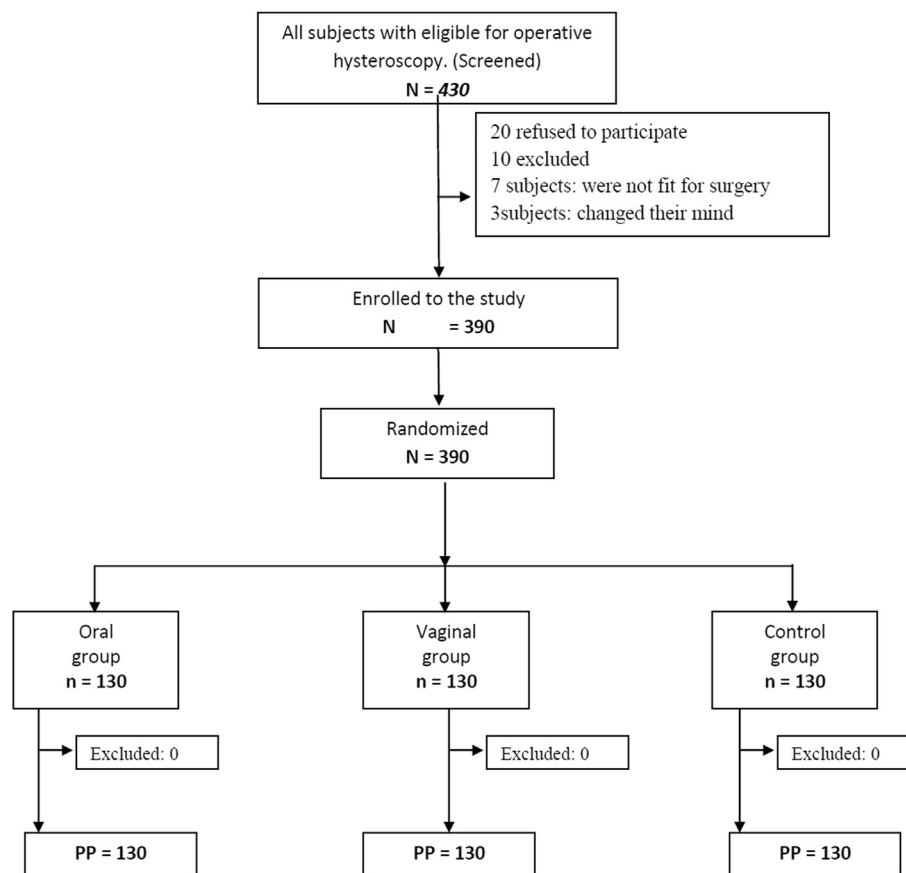 All subjects with eligible for operative
hysteroscopy. (Screened)
N = 430
20 refused to participate
10 excluded
7 subjects: were not fit for surgery
3subjects: changed their mind
Enrolled to the study
N = 390
Randomized
N = 390
Oral
group
n = 130
Vaginal
group
n = 130
Control
group
n = 130
Excluded: 0
Excluded: 0
Excluded: 0
PP = 130
PP = 130
PP = 130